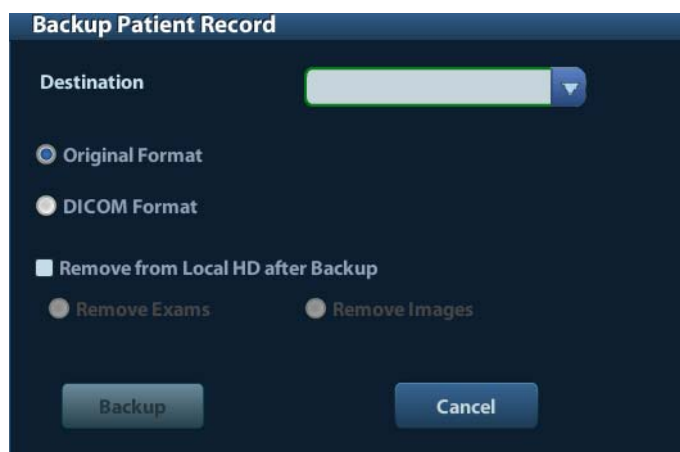 Backup Patient Record
Destination
Original Format
DICOM Format
Remove from Local HD after Backup
Remove Exams Remove Images
Backup Cancel